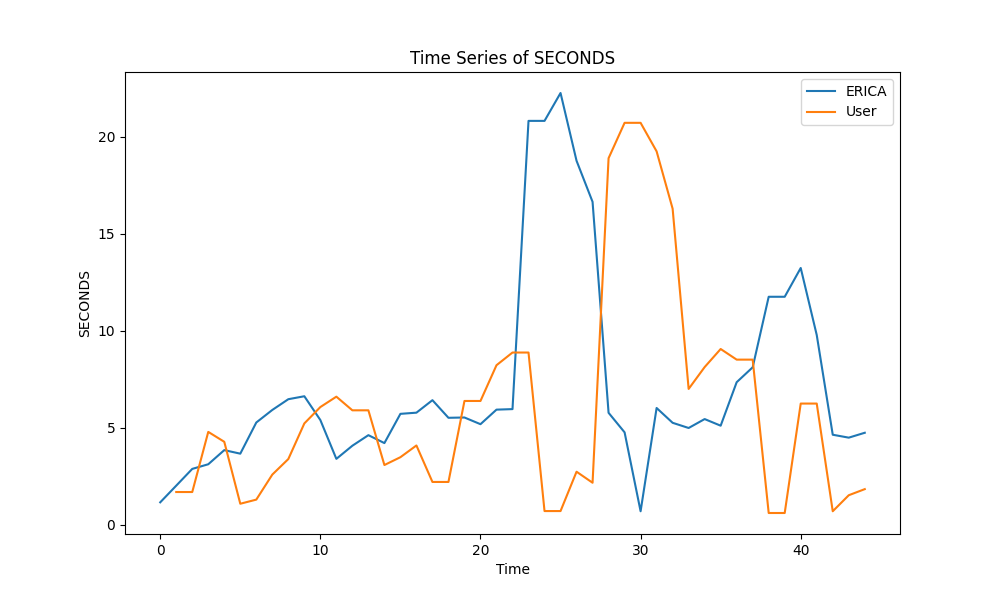 Time Series of SECONDS
ERICA
User
SECONDS
20
15
10
5
0
0 10 20 30 40
Time